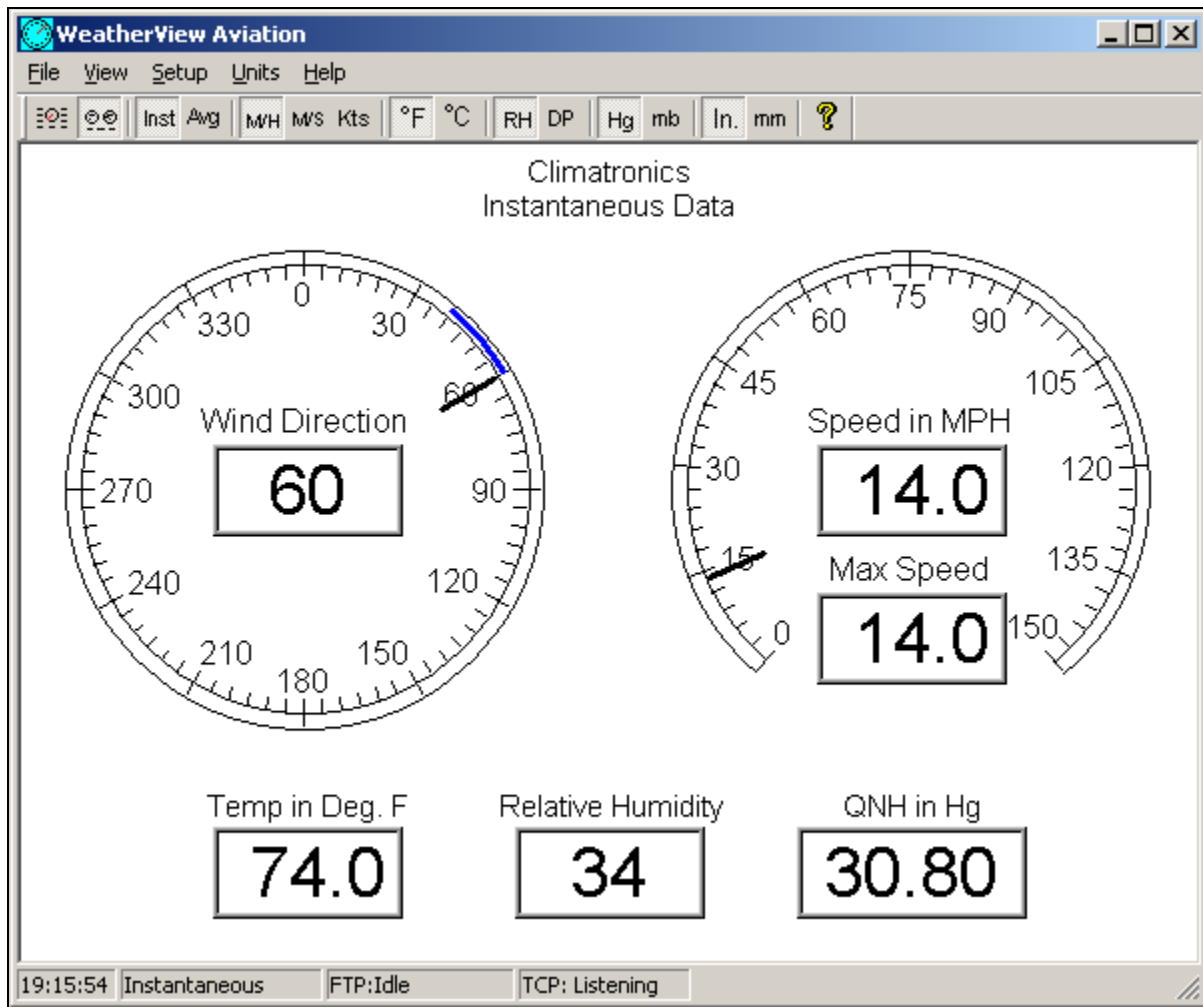 WeatherView Aviation
File View Setup Units Help
Inst Avg M/H M/S Kts °F °C RH DP Hg mb In. mm ?
Climatronics
Instantaneous Data
0
30
60
90
120
150
180
210
240
270
300
330
Wind Direction
60
0
15
30
45
60
75
90
105
120
135
150
Speed in MPH
14.0
Max Speed
14.0
Temp in Deg. F Relative Humidity QNH in Hg
74.0 34 30.80
19:15:54 Instantaneous FTP:Idle TCP: Listening